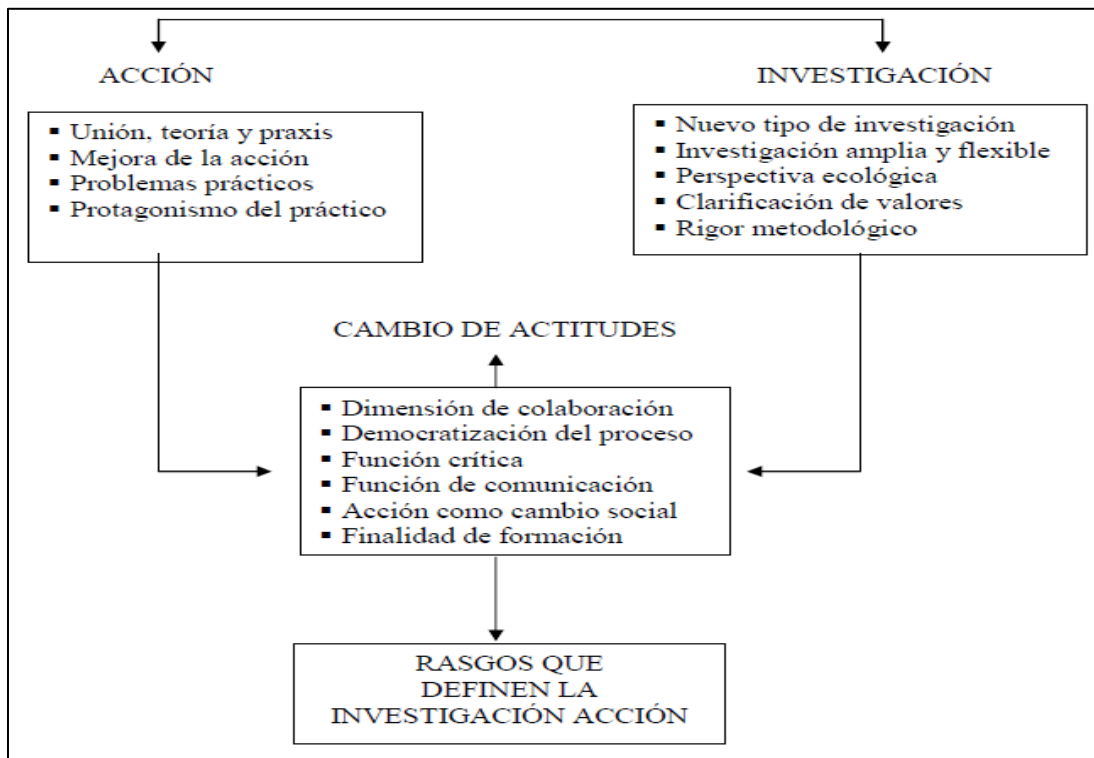 ACCIÓN
▪ Unión, teoría y praxis
▪ Mejora de la acción
▪ Problemas prácticos
▪ Protagonismo del práctico
INVESTIGACIÓN
▪ Nuevo tipo de investigación
▪ Investigación amplia y flexible
▪ Perspectiva ecológica
▪ Clarificación de valores
▪ Rigor metodológico
CAMBIO DE ACTITUDES
▪ Dimensión de colaboración
▪ Democratización del proceso
▪ Función crítica
▪ Función de comunicación
▪ Acción como cambio social
▪ Finalidad de formación
RASGOS QUE
DEFINEN LA
INVESTIGACIÓN ACCIÓN